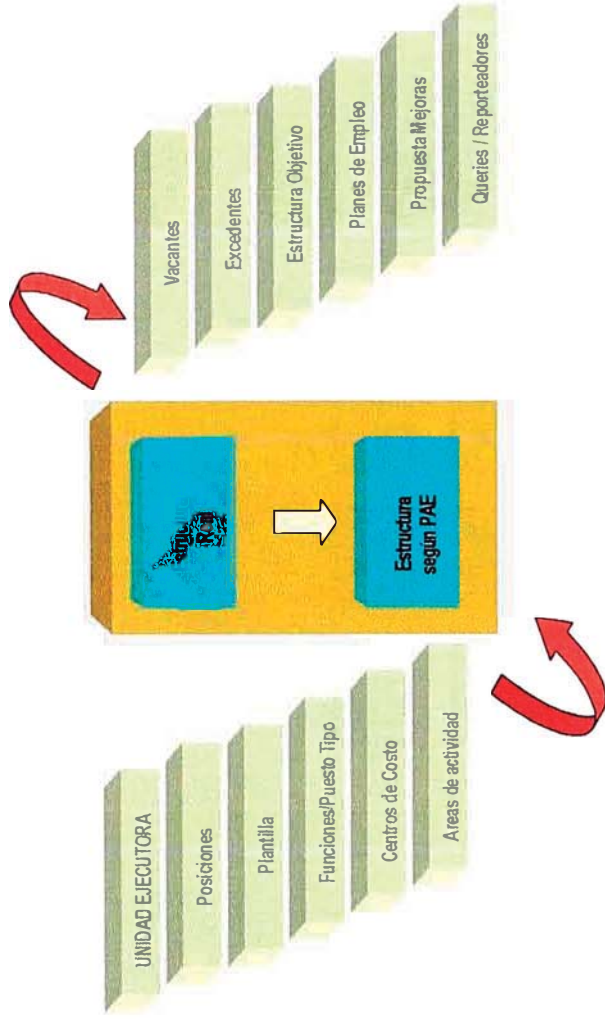 UNIDAD EJECUTORA
Posiciones
Plantilla
Funciones/Puesto Tipo
Centros de Costo
Areas de actividad
Estructura
según PAE
Vacantes
Excedentes
Estructura Objetivo
Planes de Empleo
Propuesta Mejoras
Queries / Reporteadores